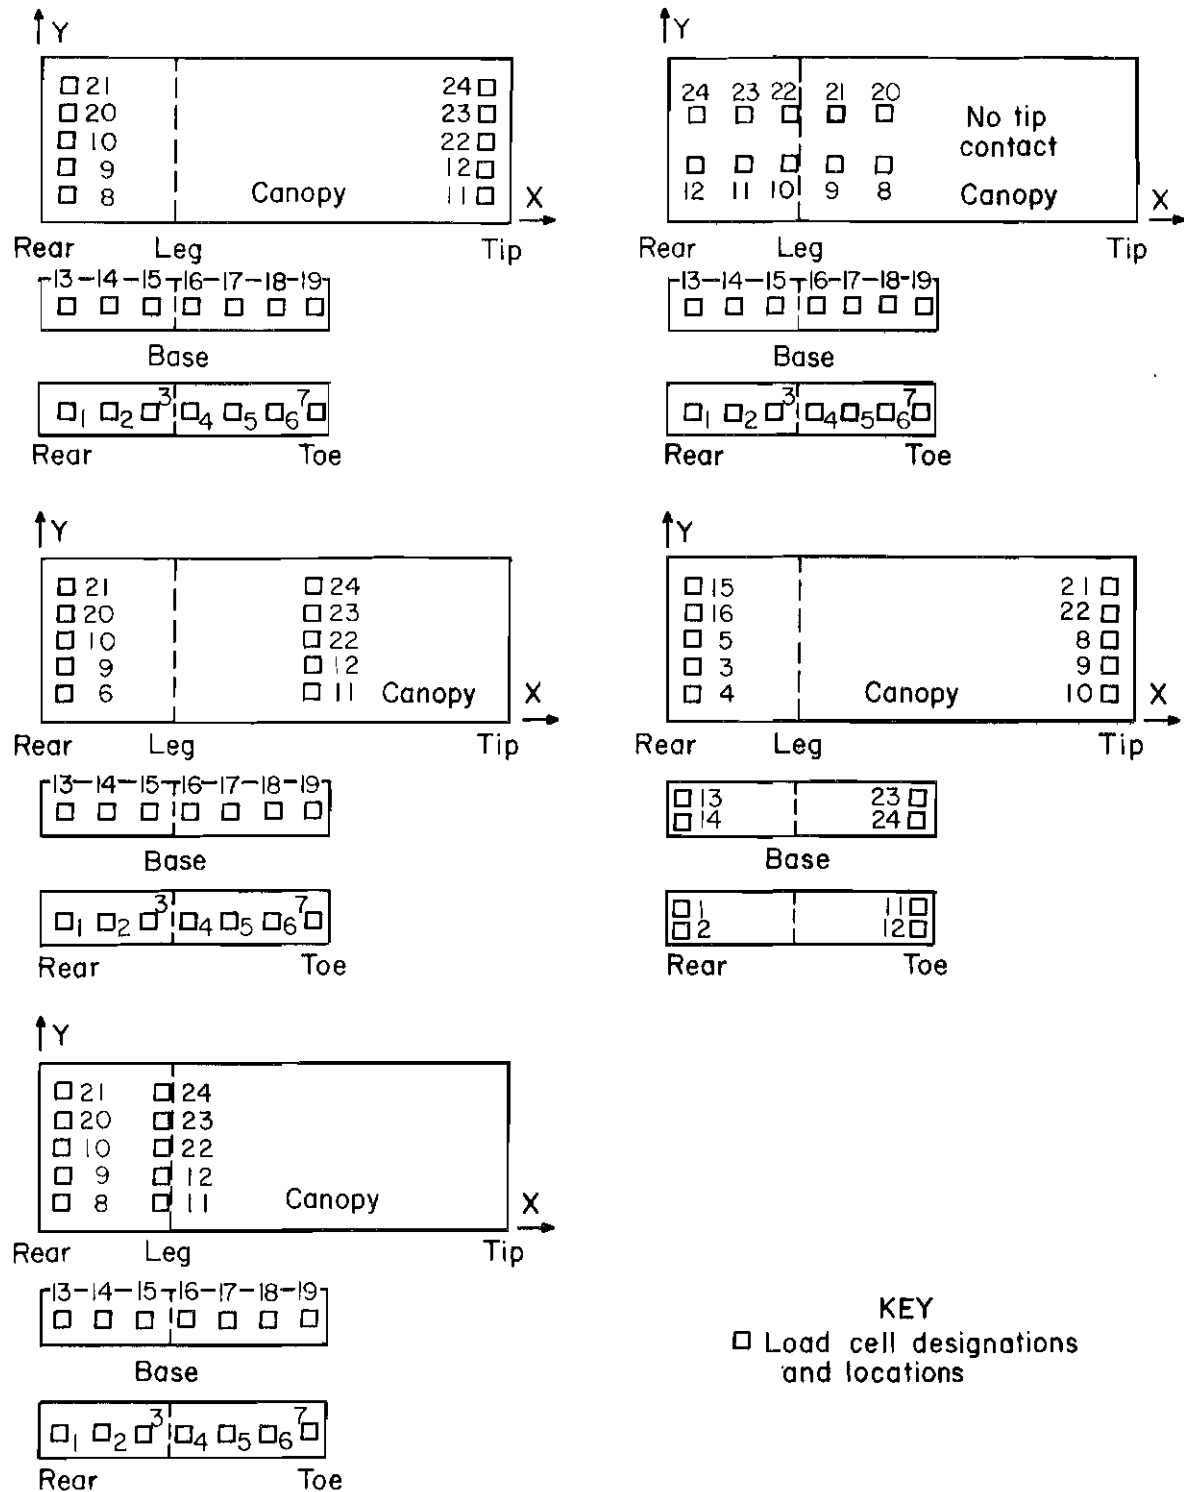 Y
21 24
20 23
10 22
9 12
8 Canopy 11 X
Rear Leg Tip
13 14 15 16 17 18 19
Base
1 2 3 4 5 6 7
Rear Toe
Y
24 23 22 21 20
No tip
contact
12 11 10 9 8 Canopy X
Rear Leg Tip
13 14 15 16 17 18 19
Base
1 2 3 4 5 6 7
Rear Toe
Y
21 24
20 23
10 22
9 12
6 11 Canopy X
Rear Leg Tip
13 14 15 16 17 18 19
Base
1 2 3 4 5 6 7
Rear Toe
Y
15 21
16 22
5 8
3 9
4 Canopy 10 X
Rear Leg Tip
13 23
14 24
Base
1 11
2 12
Rear Toe
Y
21 24
20 23
10 22
9 12
8 11 Canopy X
Rear Leg Tip
13 14 15 16 17 18 19
Base
1 2 3 4 5 6 7
Rear Toe
KEY
Load cell designations
and locations